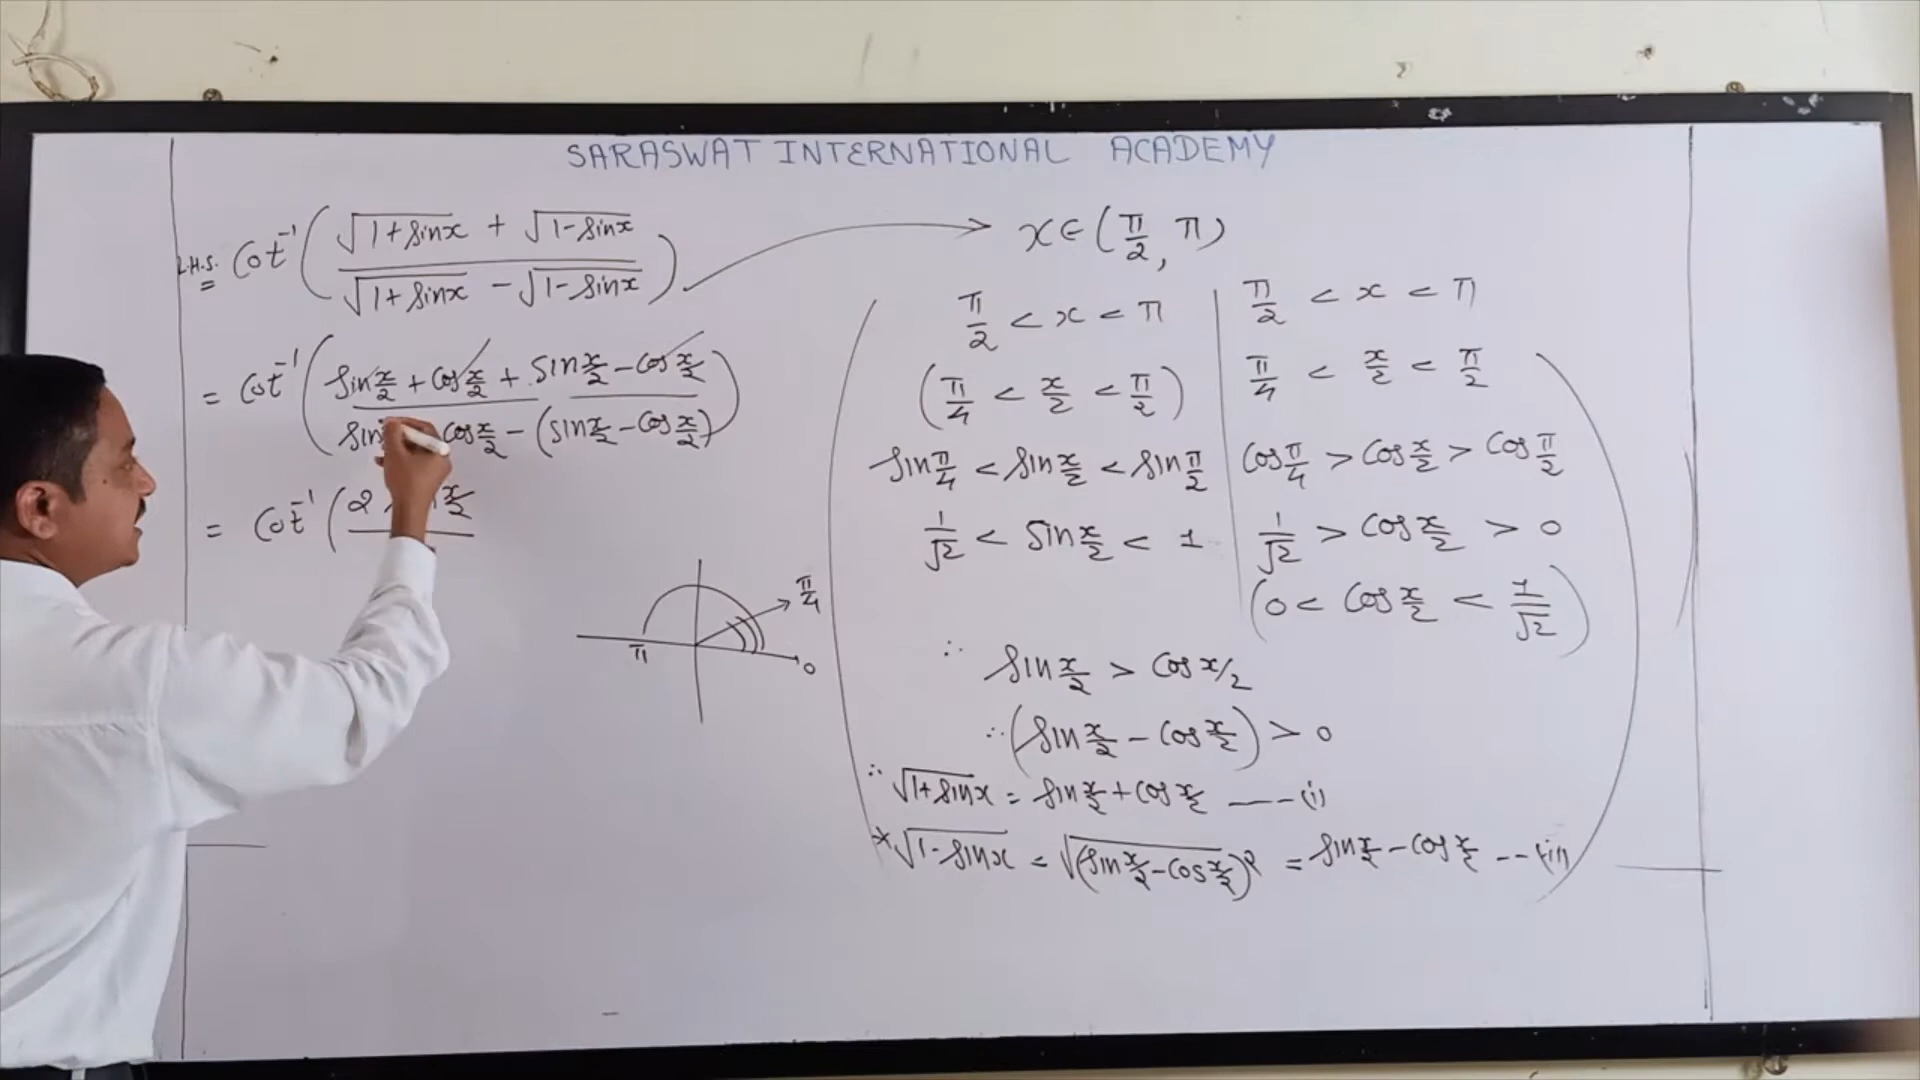 SARASWAT INTERNATIONAL ACADEMY
L.H.S. = Cot⁻¹ ( (√(1+sinx) + √(1-sinx)) / (√(1+sinx) - √(1-sinx)) )
= Cot⁻¹ ( (sin x/2 + cos x/2 + sin x/2 - cos x/2) / (sin cos x/2 - (sin x/2 - cos x/2)) )
= Cot⁻¹ ( 2 x/2
π/4
π
0
x ∈ (π/2, π)
π/2 < x < π
(π/4 < x/2 < π/2)
sin π/4 < sin x/2 < sin π/2
1/√2 < sin x/2 < 1
π/2 < x < π
π/4 < x/2 < π/2
cos π/4 > cos x/2 > cos π/2
1/√2 > cos x/2 > 0
(0 < cos x/2 < 1/√2)
∴ sin x/2 > cos x/2
∴ (sin x/2 - cos x/2) > 0
∴ √(1+sinx) = sin x/2 + cos x/2 --- (i)
* √(1-sinx) = √(sin x/2 - cos x/2)² = sin x/2 - cos x/2 -- (ii)